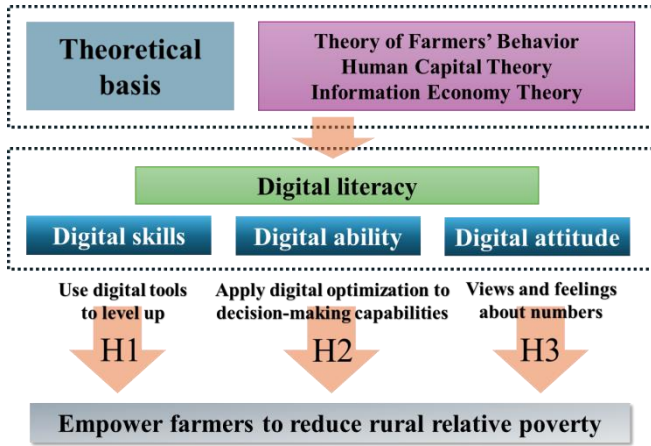 Theoretical
basis
Theory of Farmers' Behavior
Human Capital Theory
Information Economy Theory
Digital literacy
Digital skills
Digital ability
Digital attitude
Use digital tools
to level up
Apply digital optimization to
decision-making capabilities
Views and feelings
about numbers
H1
H2
H3
Empower farmers to reduce rural relative poverty